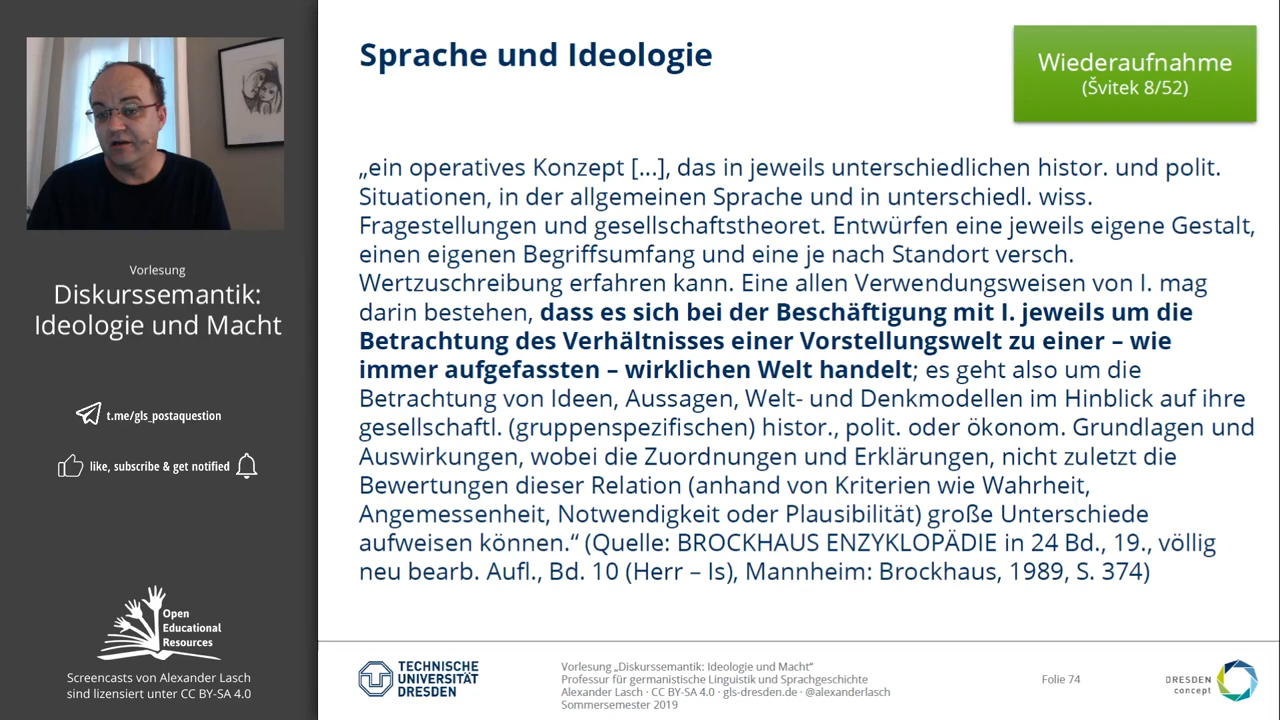 Sprache und Ideologie
Wiederaufnahme
(Švitek 8/52)
„ein operatives Konzept [...], das in jeweils unterschiedlichen histor. und polit.
Situationen, in der allgemeinen Sprache und in unterschiedl. wiss.
Fragestellungen und gesellschaftstheoret. Entwürfen eine jeweils eigene Gestalt,
einen eigenen Begriffsumfang und eine je nach Standort versch.
Wertzuschreibung erfahren kann. Eine allen Verwendungsweisen von I. mag
darin bestehen, dass es sich bei der Beschäftigung mit I. jeweils um die
Betrachtung des Verhältnisses einer Vorstellungswelt zu einer – wie
immer aufgefassten – wirklichen Welt handelt; es geht also um die
Betrachtung von Ideen, Aussagen, Welt- und Denkmodellen im Hinblick auf ihre
gesellschaftl. (gruppenspezifischen) histor., polit. oder ökonom. Grundlagen und
Auswirkungen, wobei die Zuordnungen und Erklärungen, nicht zuletzt die
Bewertungen dieser Relation (anhand von Kriterien wie Wahrheit,
Angemessenheit, Notwendigkeit oder Plausibilität) große Unterschiede
aufweisen können.“ (Quelle: BROCKHAUS ENZYKLOPÄDIE in 24 Bd., 19., völlig
neu bearb. Aufl., Bd. 10 (Herr – Is), Mannheim: Brockhaus, 1989, S. 374)
Vorlesung
Diskurssemantik:
Ideologie und Macht
t.me/gls_postaquestion
like, subscribe & get notified
Open
Educational
Resources
Screencasts von Alexander Lasch
sind lizensiert unter CC BY-SA 4.0
TECHNISCHE
UNIVERSITÄT
DRESDEN
Vorlesung „Diskurssemantik: Ideologie und Macht“
Professur für germanistische Linguistik und Sprachgeschichte
Alexander Lasch · CC BY-SA 4.0 · gls-dresden.de · @alexanderlasch
Sommersemester 2019
Folie 74
DRESDEN
concept